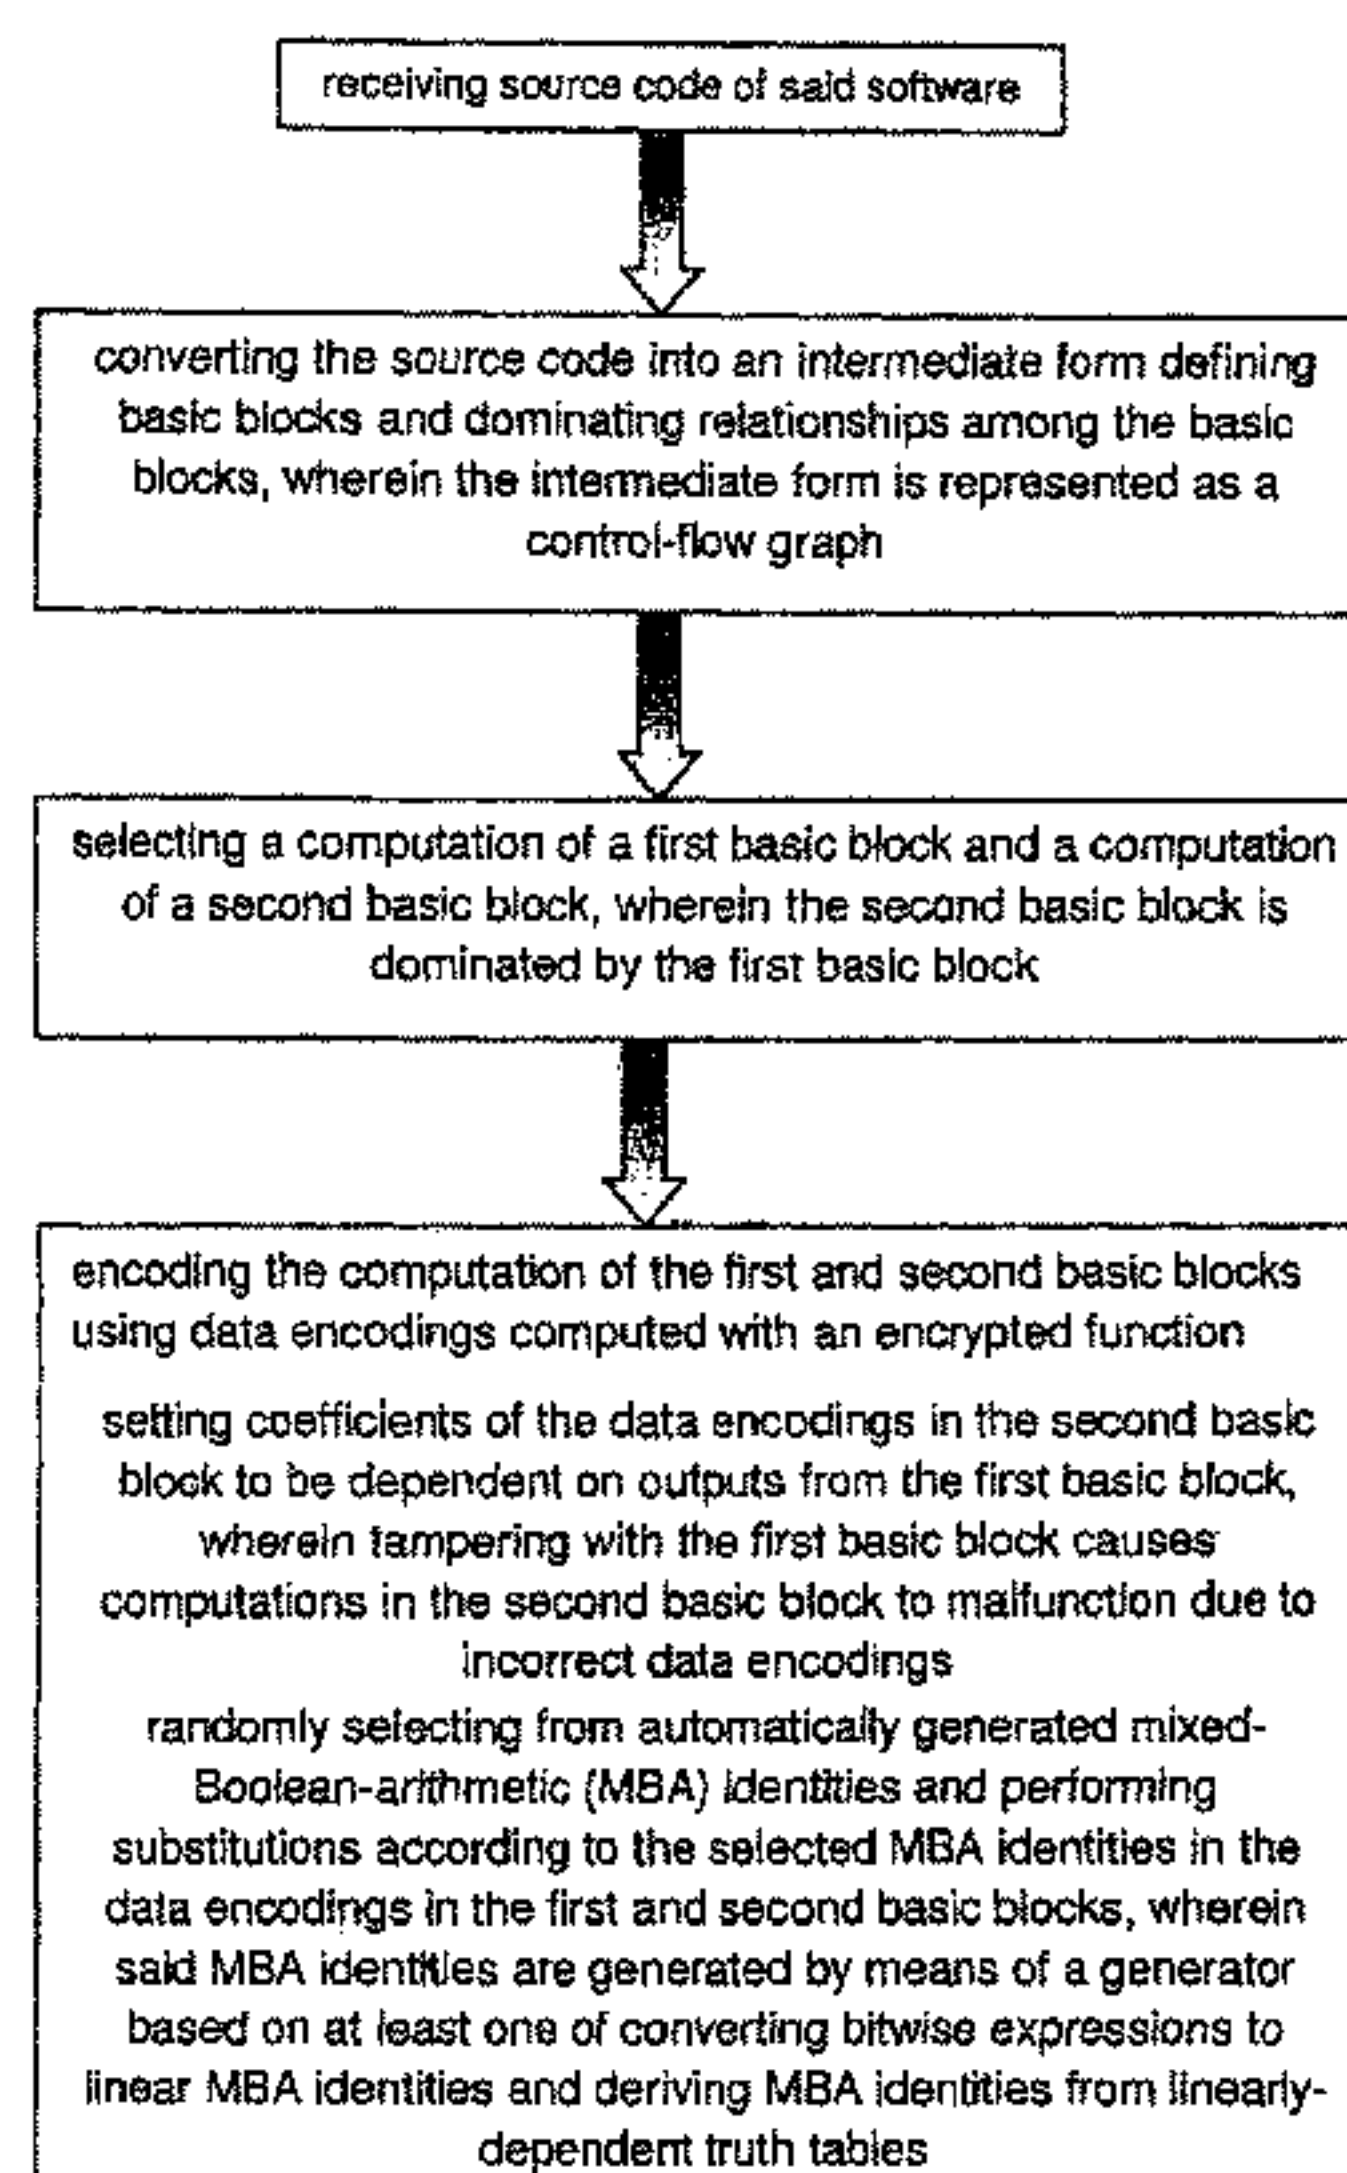 receiving source code of said software
converting the source code into an intermediate form defining
basic blocks and dominating relationships among the basic
blocks, wherein the intermediate form is represented as a
control-flow graph
selecting a computation of a first basic block and a computation
of a second basic block, wherein the second basic block is
dominated by the first basic block
encoding the computation of the first and second basic blocks
using data encodings computed with an encrypted function
setting coefficients of the data encodings in the second basic
block to be dependent on outputs from the first basic block,
wherein tampering with the first basic block causes
computations in the second basic block to malfunction due to
incorrect data encodings
randomly selecting from automatically generated mixed-
Boolean-arithmetic (MBA) identities and performing
substitutions according to the selected MBA identities in the
data encodings in the first and second basic blocks, wherein
said MBA identities are generated by means of a generator
based on at least one of converting bitwise expressions to
linear MBA identities and deriving MBA identities from linearly-
dependent truth tables